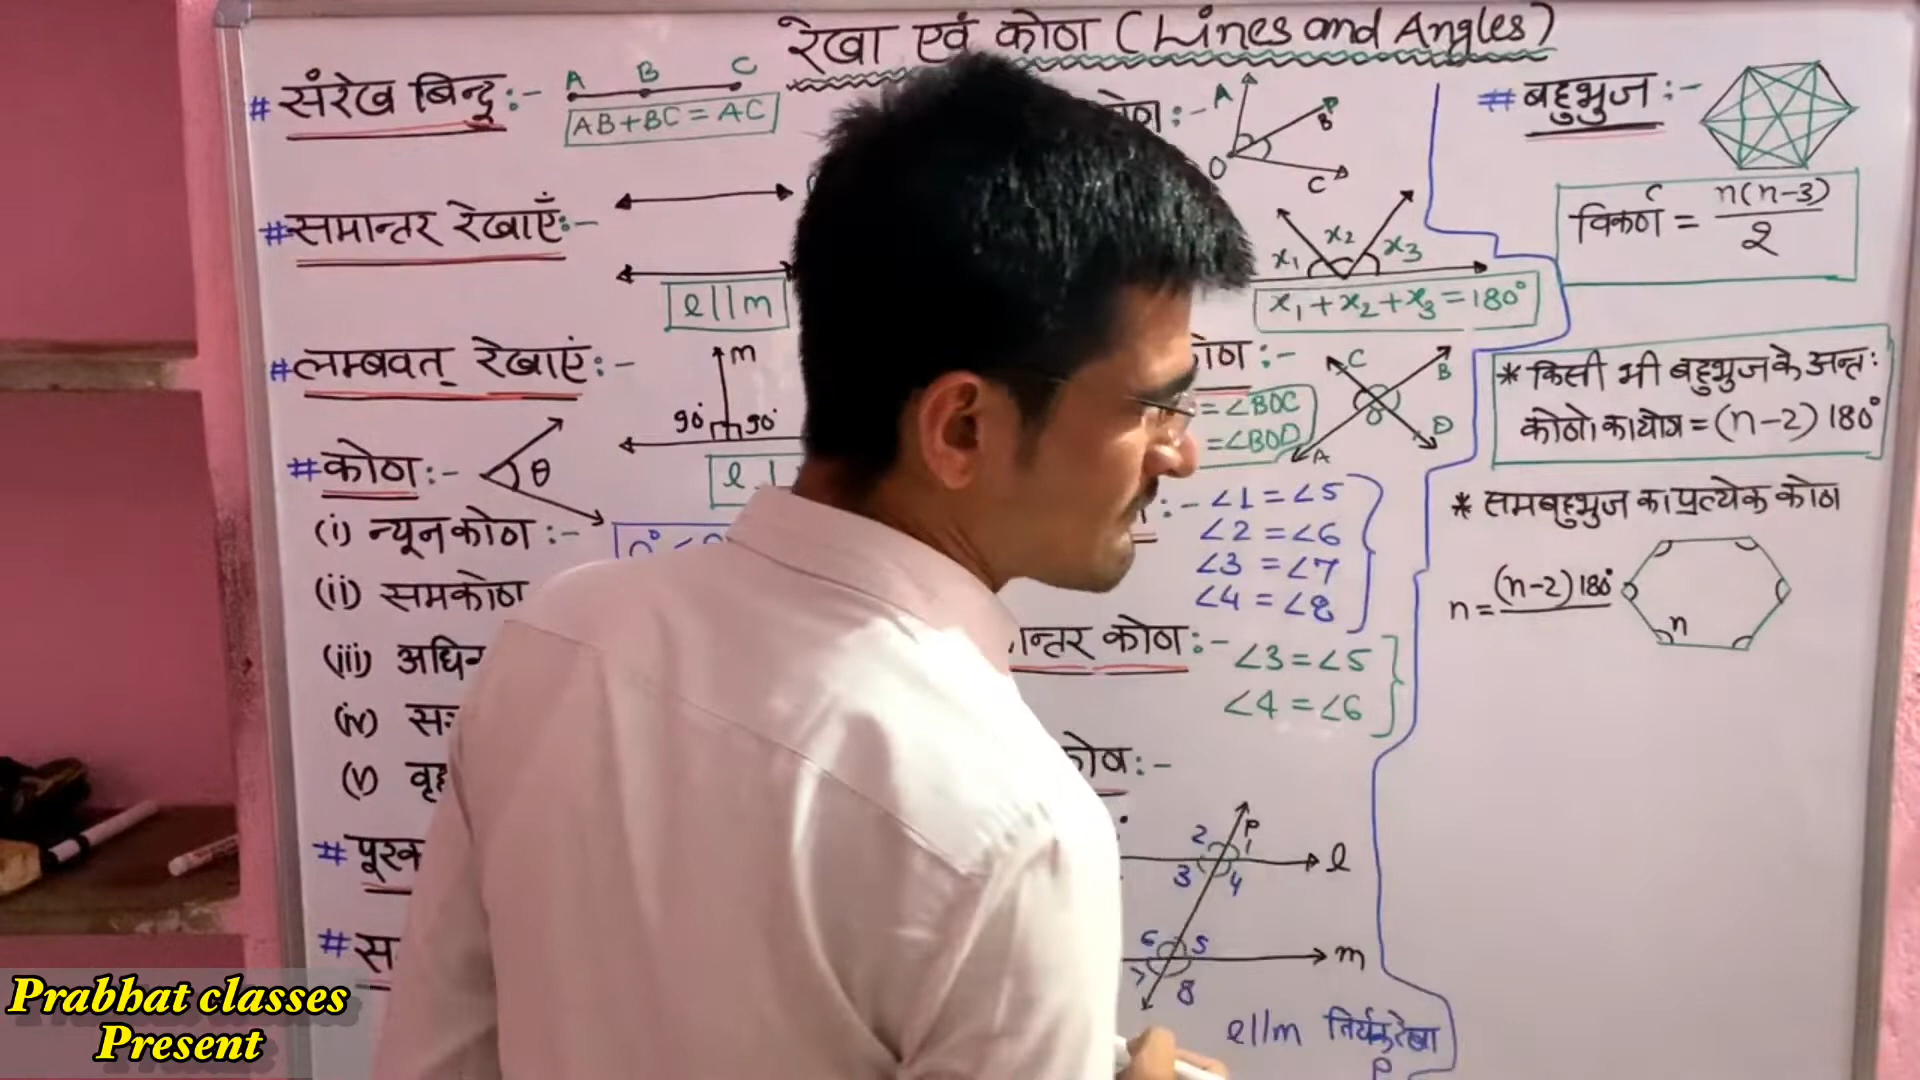 रेखा एवं कोण (Lines and Angles)
# संरेख बिन्दु :-
A B C
AB+BC = AC
# समान्तर रेखाएँ:-
l||m
# लम्बवत् रेखाएं:-
m
90° 90°
# कोण:-
θ
(i) न्यूनकोण :-
(ii) समकोण
(iii)
(iv)
(v)
#
#
A
B
O
C
x₁ x₂ x₃
x₁+x₂+x₃=180°
कोण :-
= ∠BOC
= ∠BOD
C
B
O
D
A
:- ∠1 = ∠5
∠2 = ∠6
∠3 = ∠7
∠4 = ∠8
कोण:- ∠3=∠5
∠4 = ∠6
:-
P
2 1
3 4
l
6 5
8
m
l||m तिर्यक रेखा
P
# बहुभुज :-
विकर्ण = n(n-3)
2
* किसी भी बहुभुज के अन्तः
कोणो का योग = (n-2) 180°
* समबहुभुज का प्रत्येक कोण
n = (n-2) 180°
n
Prabhat classes
Present